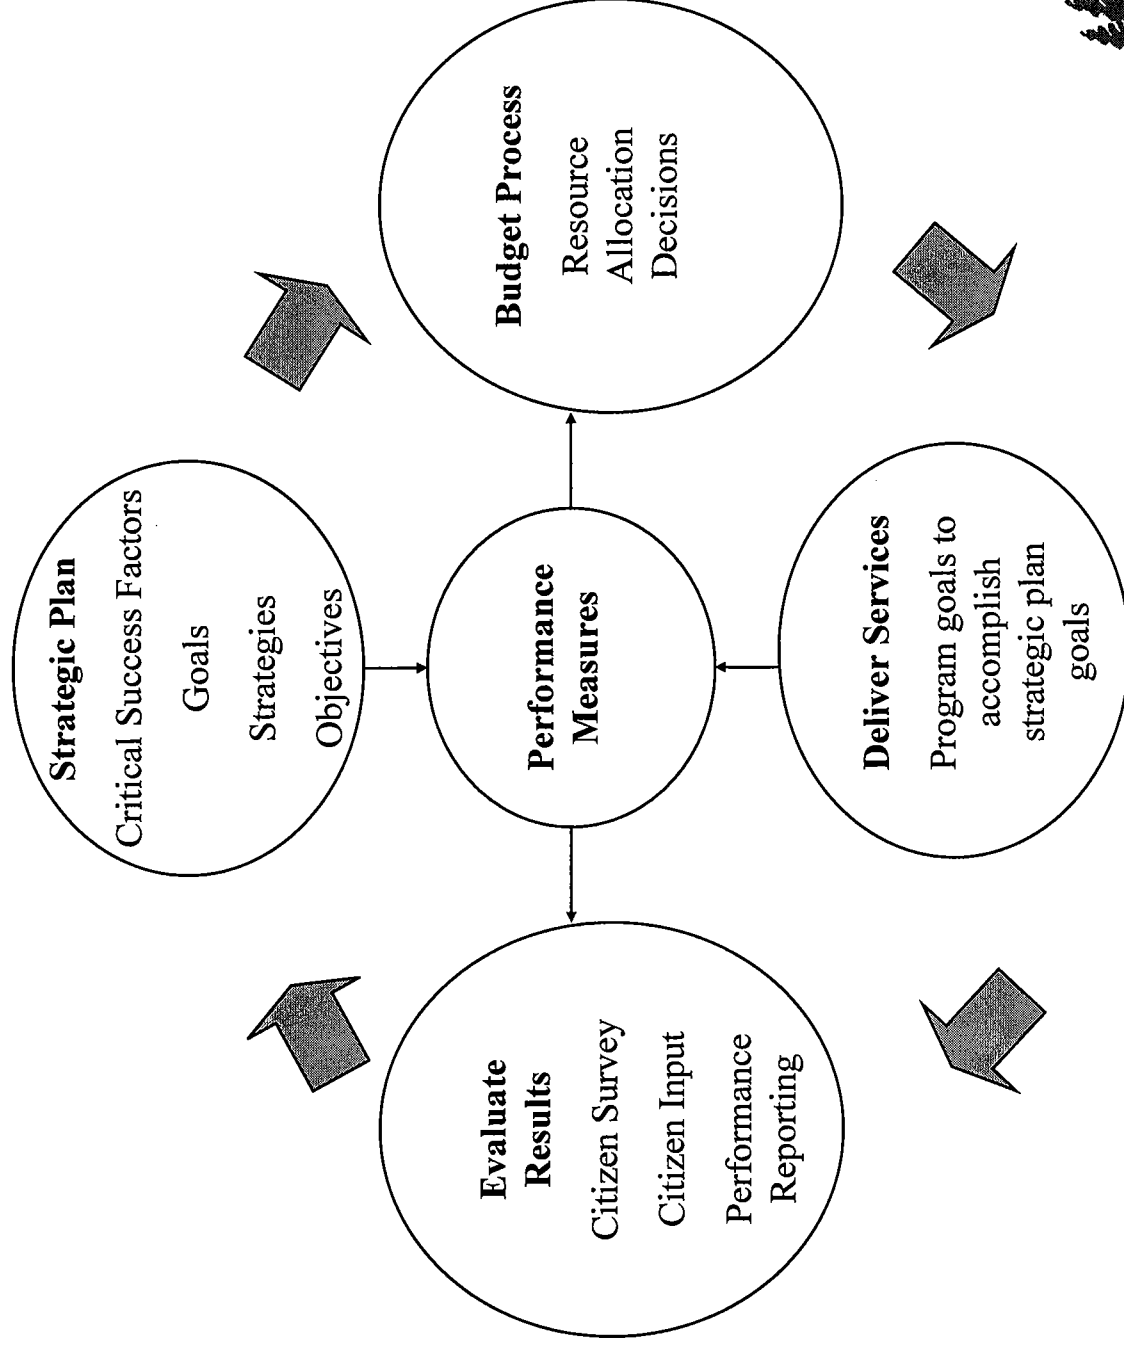 Strategic Plan
Critical Success Factors
Goals
Strategies
Objectives
Evaluate
Results
Citizen Survey
Citizen Input
Performance
Reporting
Performance
Measures
Budget Process
Resource
Allocation
Decisions
Deliver Services
Program goals to
accomplish
strategic plan
goals